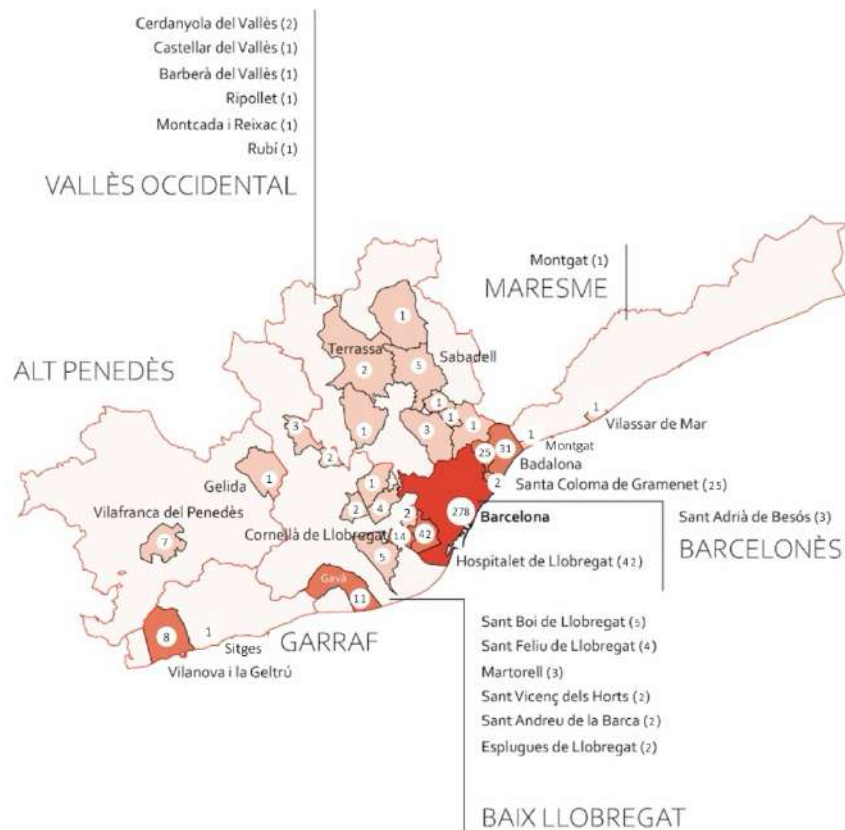 Cerdanyola del Vallès (2)
Castellar del Vallès (1)
Barberà del Vallès (1)
Ripollet (1)
Montcada i Reixac (1)
Rubí (1)
VALLÈS OCCIDENTAL
Montgat (1)
MARESME
ALT PENEDÈS
1
Terrassa
2
Sabadell
5
1
1
1
1
3
3
2
1
Vilassar de Mar
1
Montgat
25
31
Badalona
2
Santa Coloma de Gramenet (25)
1
Gelida
1
2
4
2
278
Barcelona
Sant Adrià de Besós (3)
BARCELONÈS
Vilafranca del Penedès
7
Cornellà de Llobregat
14
42
Hospitalet de Llobregat (42)
5
Gavà
11
8
1
Sitges
GARRAF
Vilanova i la Geltrú
Sant Boi de Llobregat (5)
Sant Feliu de Llobregat (4)
Martorell (3)
Sant Vicenç dels Horts (2)
Sant Andreu de la Barca (2)
Esplugues de Llobregat (2)
BAIX LLOBREGAT